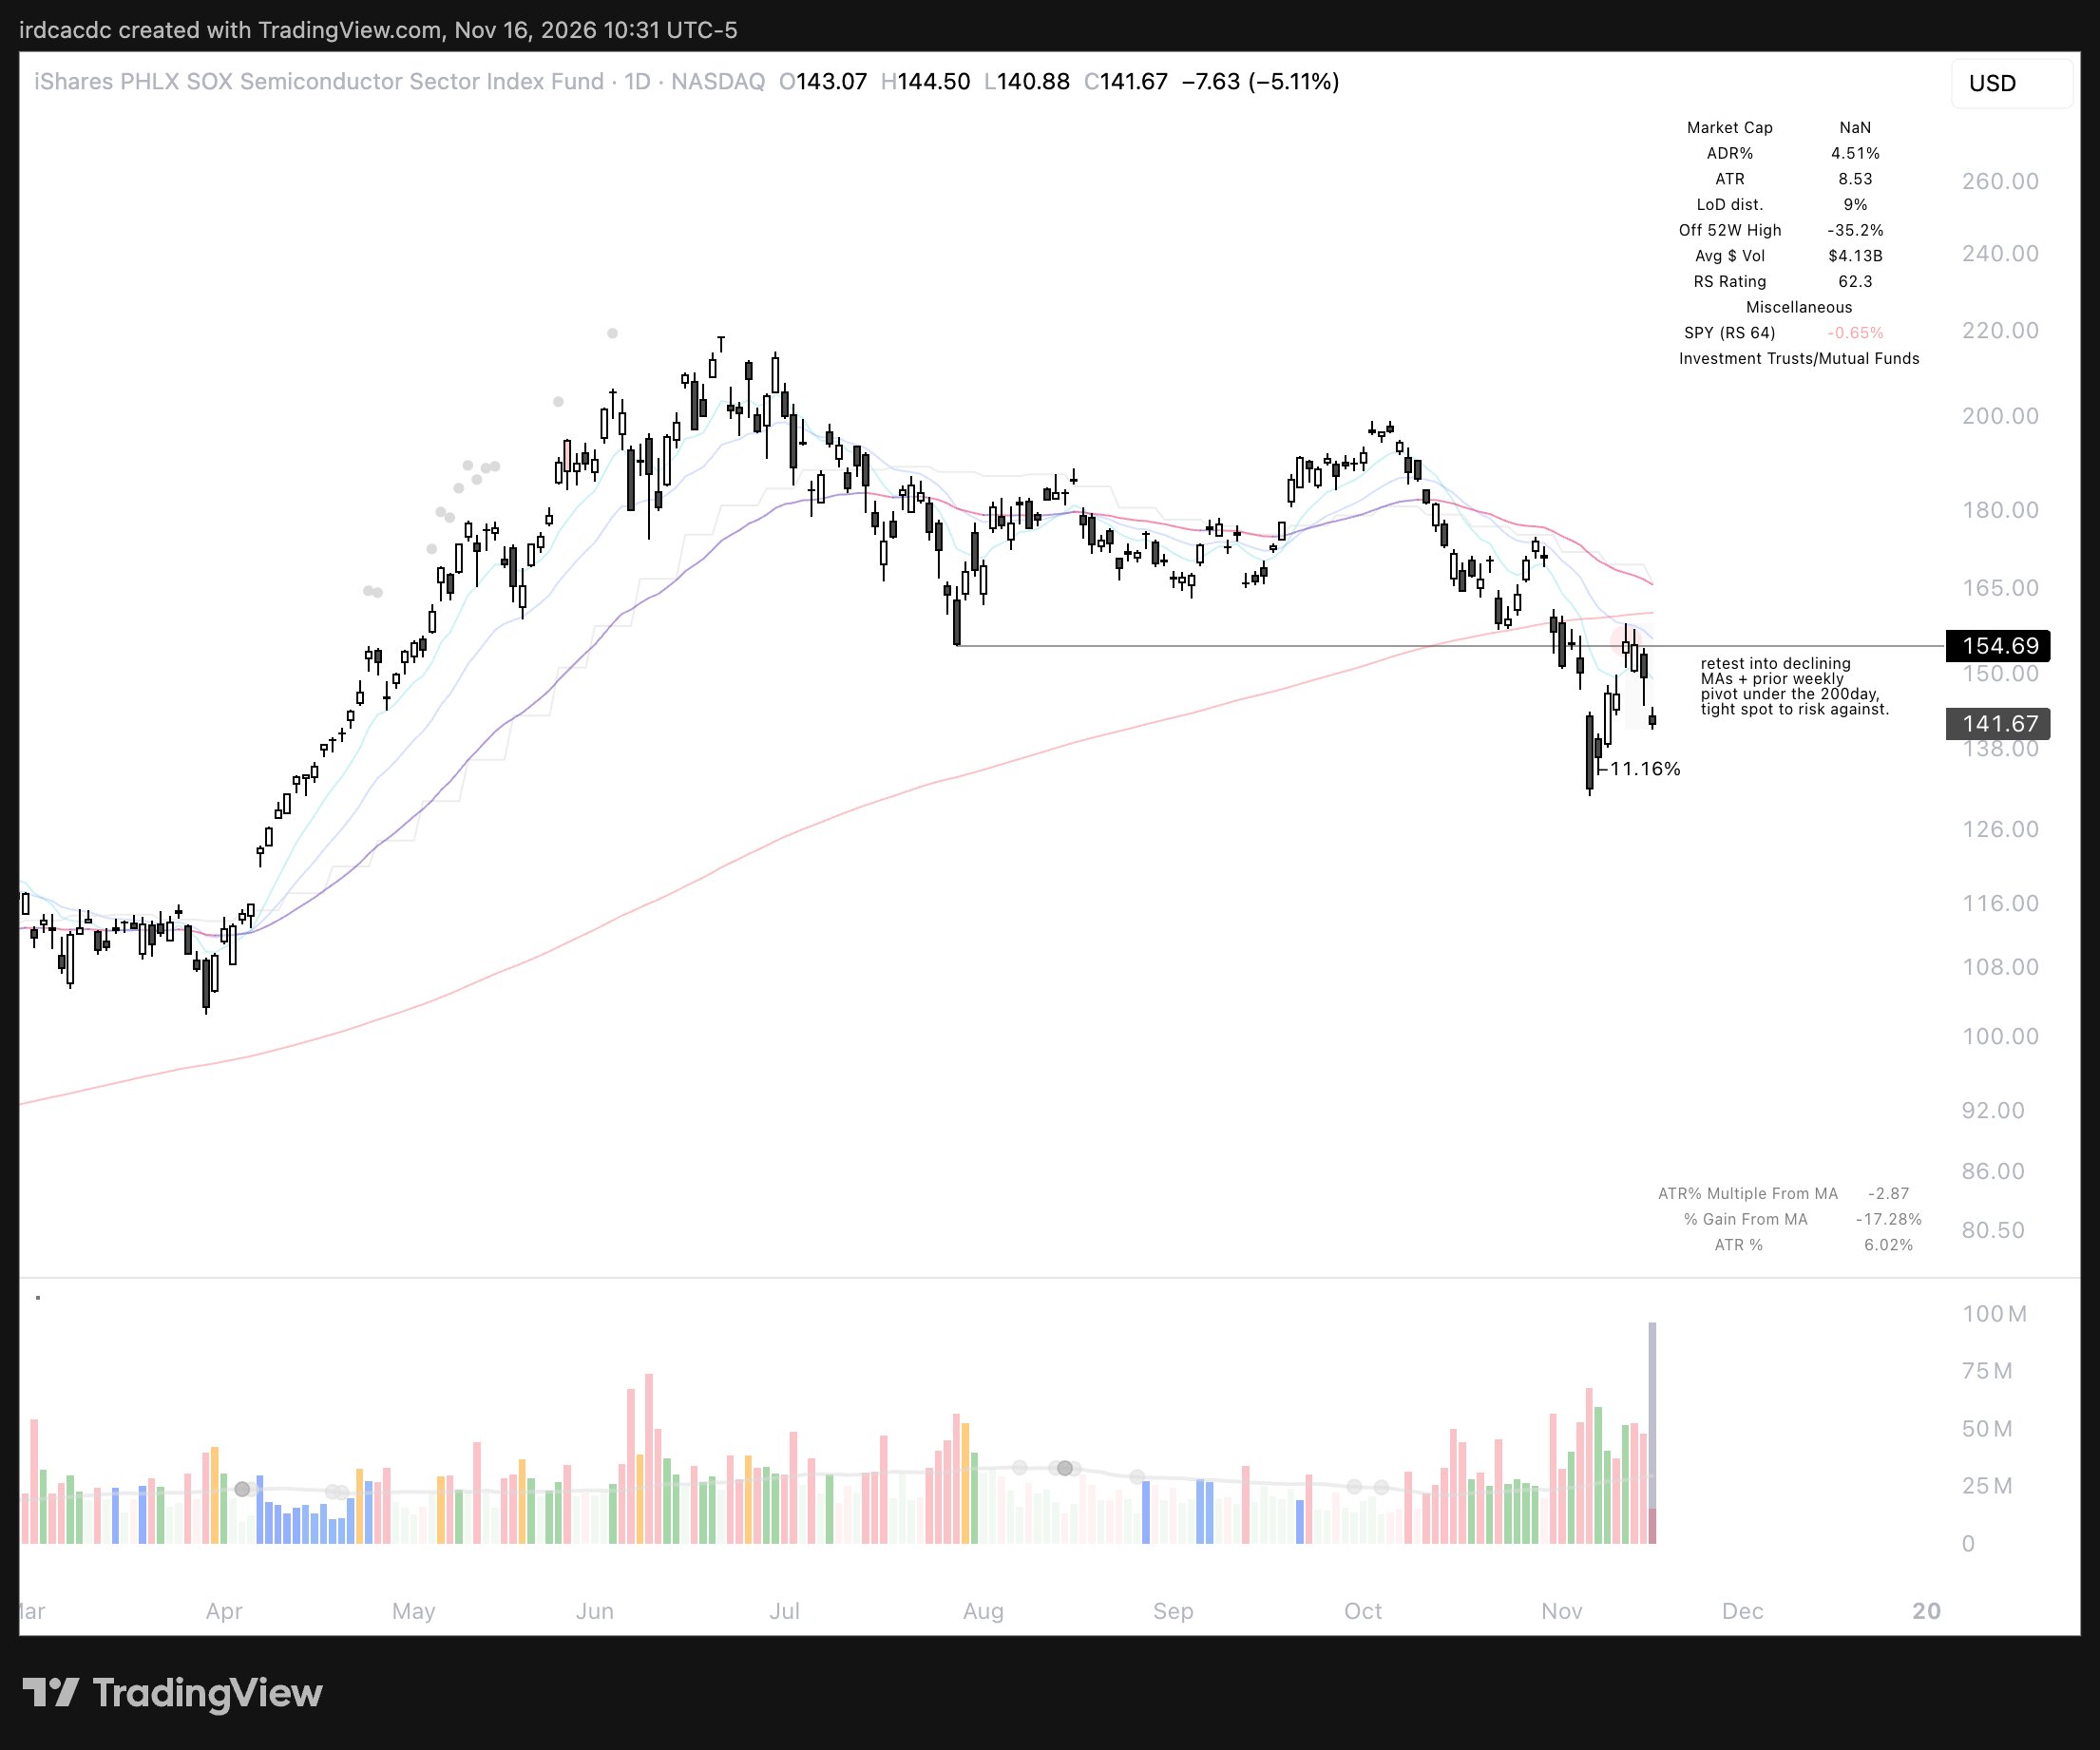 irdcacdc created with TradingView.com, Nov 16, 2026 10:31 UTC-5
iShares PHLX SOX Semiconductor Sector Index Fund · 1D · NASDAQ O143.07 H144.50 L140.88 C141.67 −7.63 (−5.11%)
USD
Market Cap NaN
ADR% 4.51%
ATR 8.53
LoD dist. 9%
Off 52W High -35.2%
Avg $ Vol $4.13B
RS Rating 62.3
Miscellaneous
SPY (RS 64) -0.65%
Investment Trusts/Mutual Funds
260.00
240.00
220.00
200.00
180.00
165.00
154.69
150.00
141.67
138.00
126.00
116.00
108.00
100.00
92.00
86.00
80.50
retest into declining
MAs + prior weekly
pivot under the 200day,
tight spot to risk against.
-11.16%
ATR% Multiple From MA -2.87
% Gain From MA -17.28%
ATR % 6.02%
100 M
75 M
50 M
25 M
0
Apr May Jun Jul Aug Sep Oct Nov Dec 20
TradingView